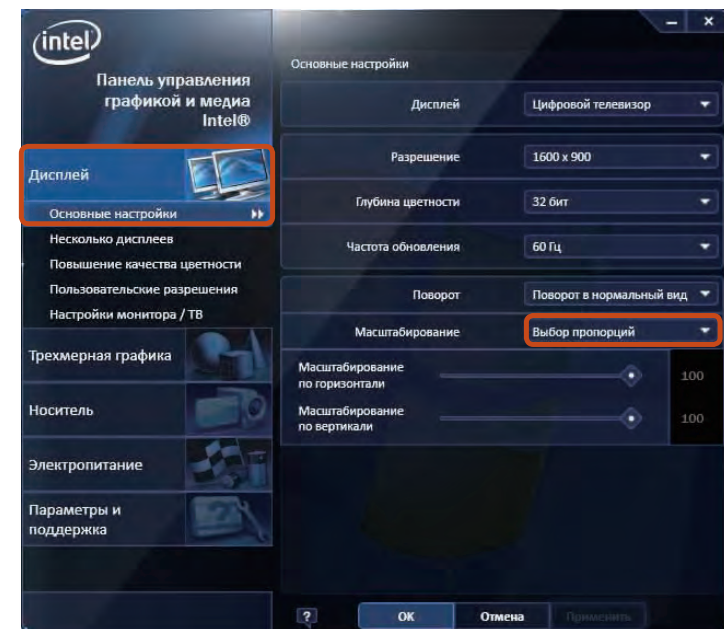 intel
Панель управления
графикой и медиа
Intel®
Дисплей
Основные настройки
Несколько дисплеев
Повышение качества цветности
Пользовательские разрешения
Настройки монитора / ТВ
Трехмерная графика
Носитель
Электропитание
Параметры и
поддержка
Основные настройки
Дисплей Цифровой телевизор
Разрешение 1600 x 900
Глубина цветности 32 бит
Частота обновления 60 Гц
Поворот Поворот в нормальный вид
Масштабирование Выбор пропорций
Масштабирование
по горизонтали
100
Масштабирование
по вертикали
100
? ОК Отмена Применить